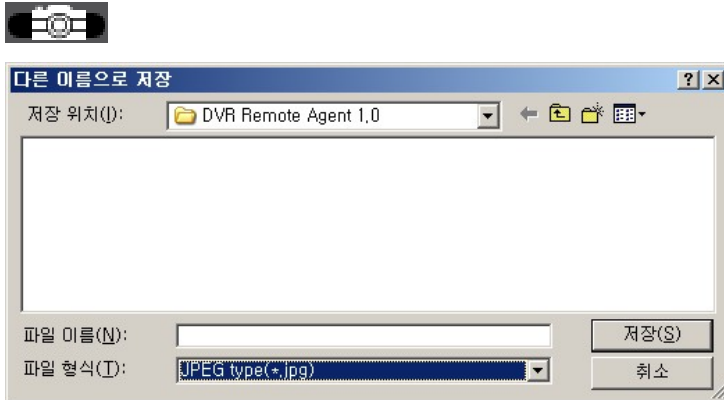 다른 이름으로 저장
저장 위치(I): DVR Remote Agent 1,0
파일 이름(N): 저장(S)
파일 형식(T): JPEG type(*,jpg) 취소